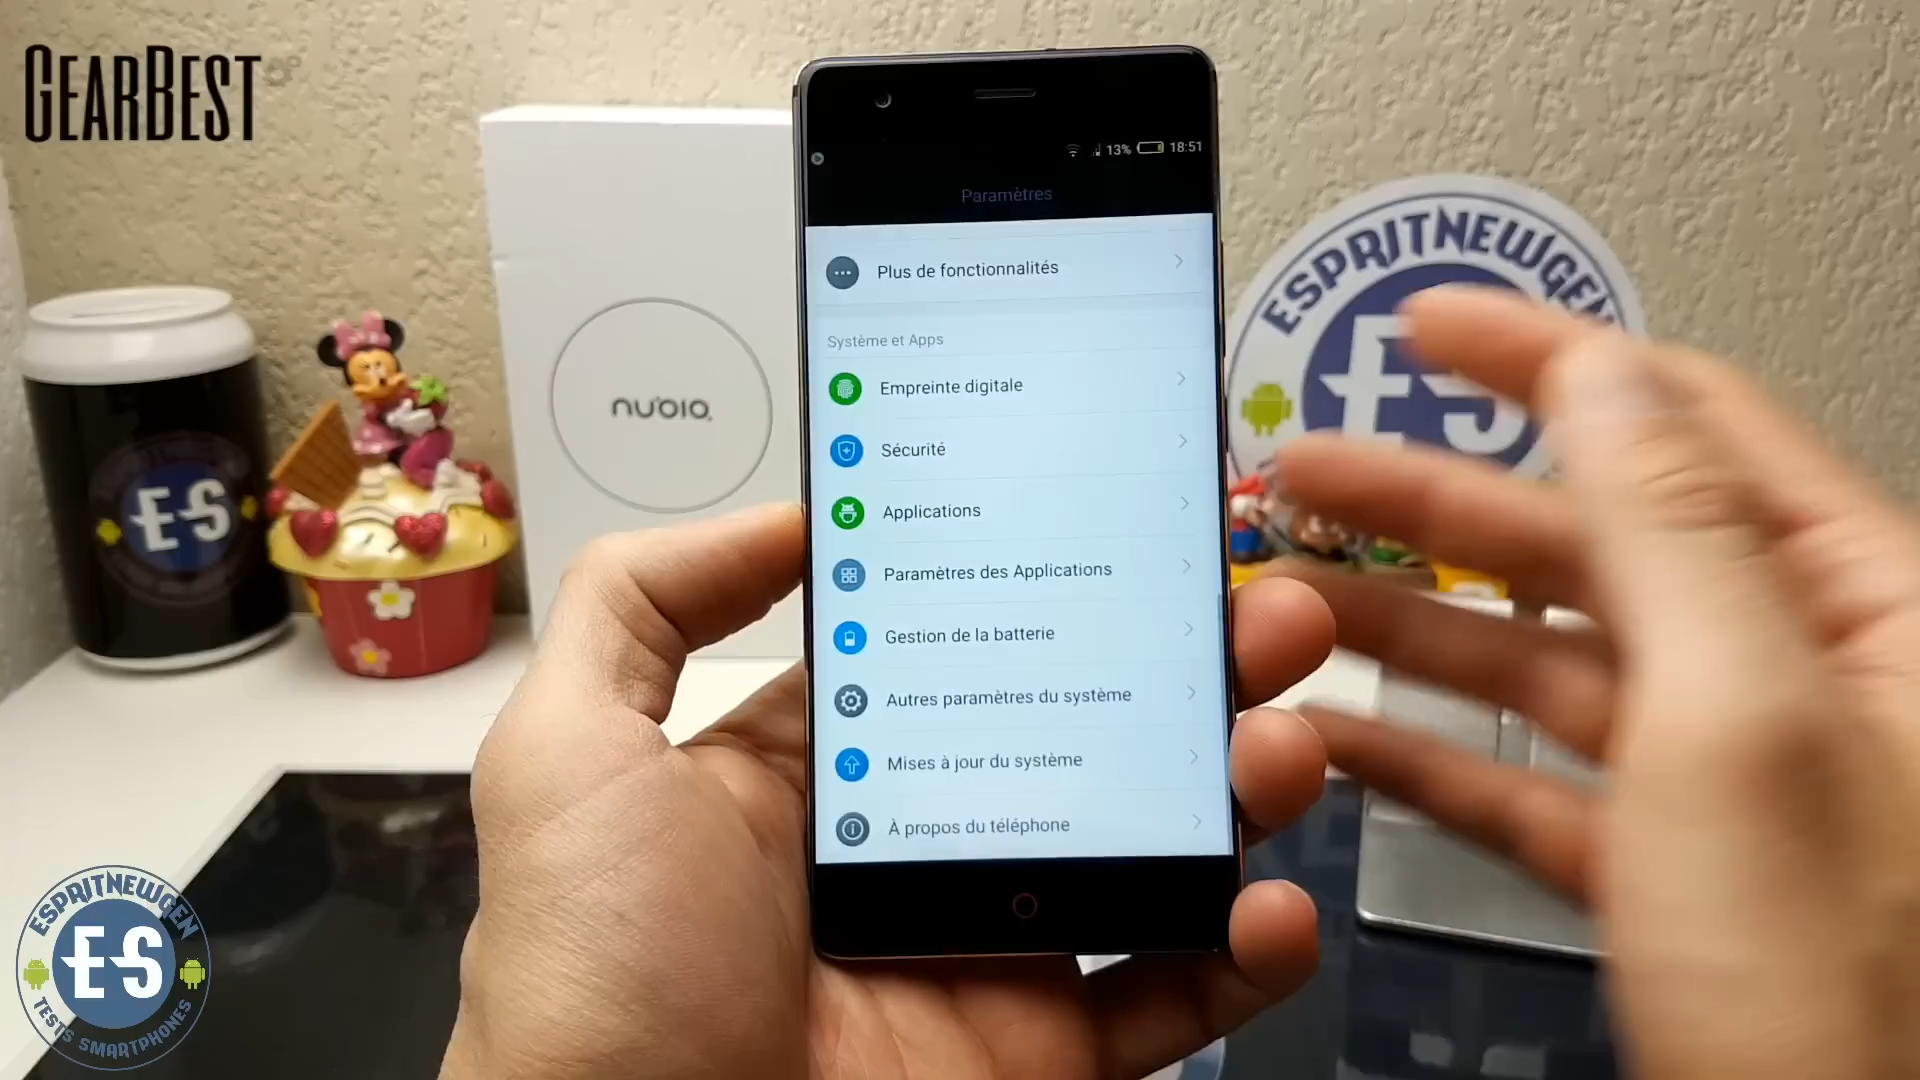 GEARBEST
13% 18:51
Paramètres
Plus de fonctionnalités
Système et Apps
Empreinte digitale
Sécurité
Applications
Paramètres des Applications
Gestion de la batterie
Autres paramètres du système
Mises à jour du système
À propos du téléphone
nubia
ESPRITNEWGEN
ES
ES
ESPRITNEWGEN
ES
TESTS SMARTPHONES